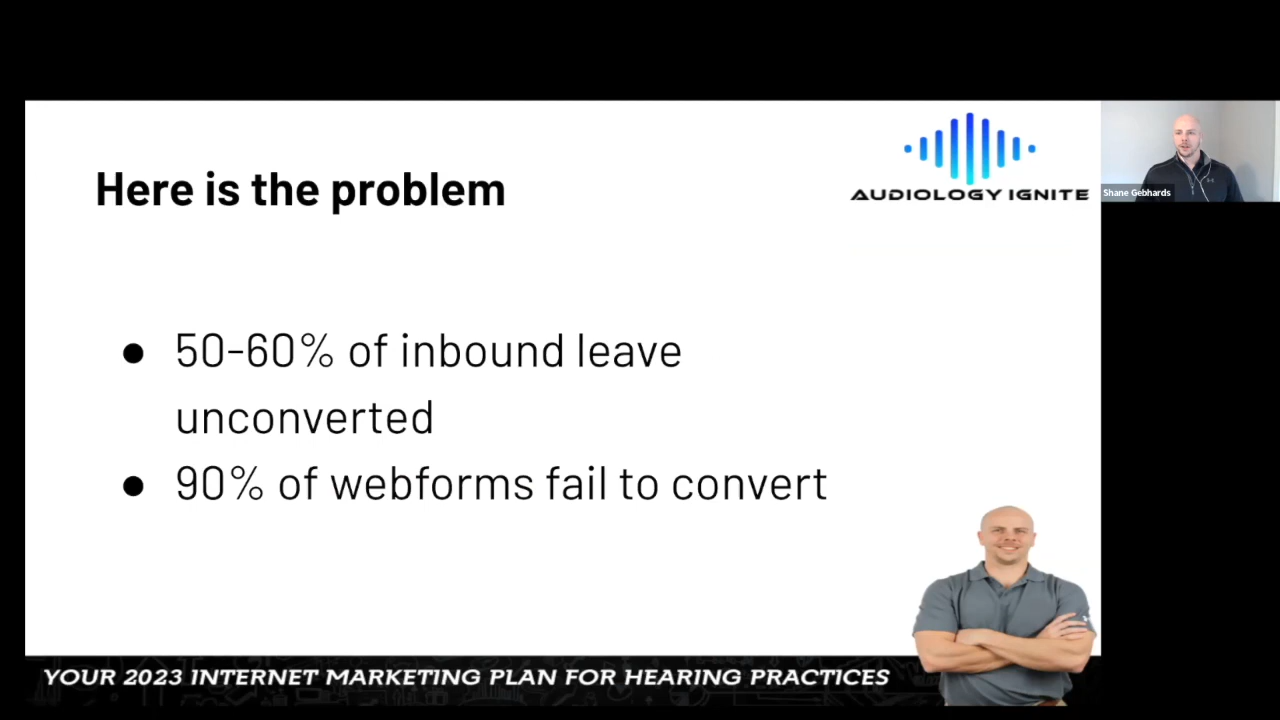 AUDIOLOGY IGNITE
Shane Gebhards
Here is the problem
● 50-60% of inbound leave
unconverted
● 90% of webforms fail to convert
YOUR 2023 INTERNET MARKETING PLAN FOR HEARING PRACTICES